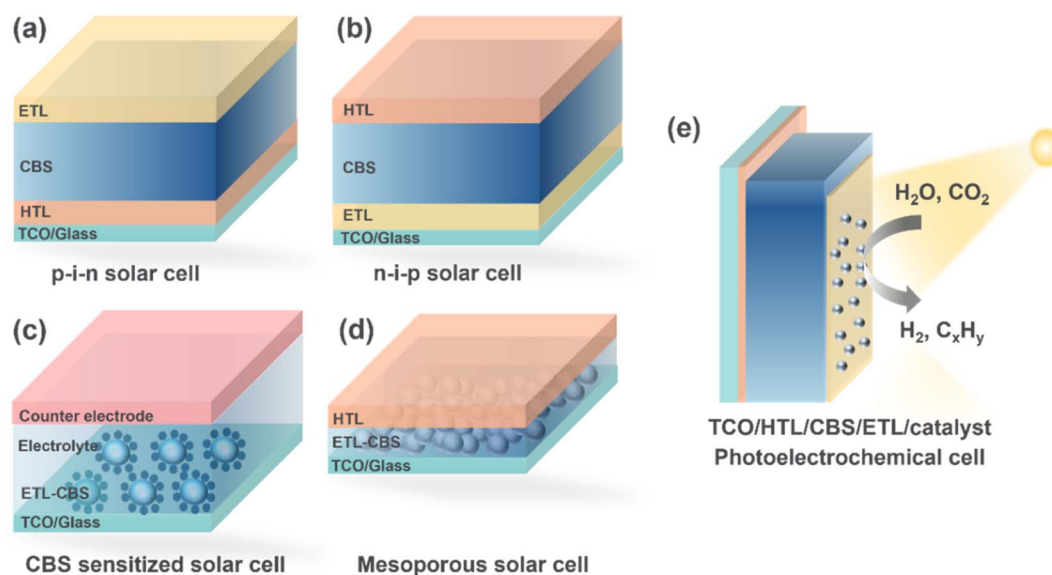 (a)
ETL
CBS
HTL
TCO/Glass
p-i-n solar cell
(b)
HTL
CBS
ETL
TCO/Glass
n-i-p solar cell
(c)
Counter electrode
Electrolyte
ETL-CBS
TCO/Glass
CBS sensitized solar cell
(d)
HTL
ETL-CBS
TCO/Glass
Mesoporous solar cell
(e)
H₂O, CO₂
H₂, CₓHᵧ
TCO/HTL/CBS/ETL/catalyst
Photoelectrochemical cell